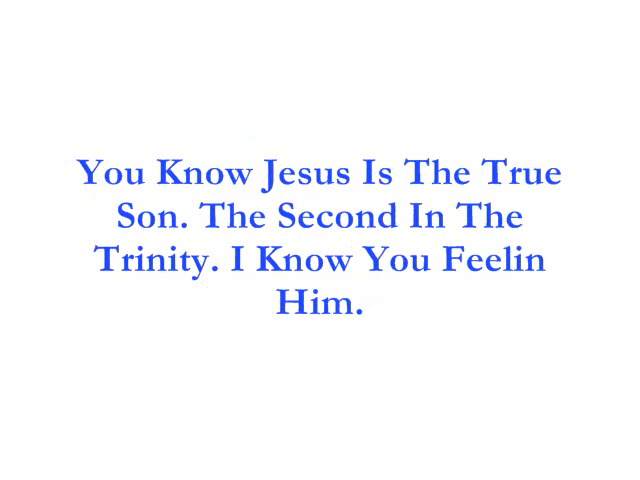 You Know Jesus Is The True
Son. The Second In The
Trinity. I Know You Feelin
Him.